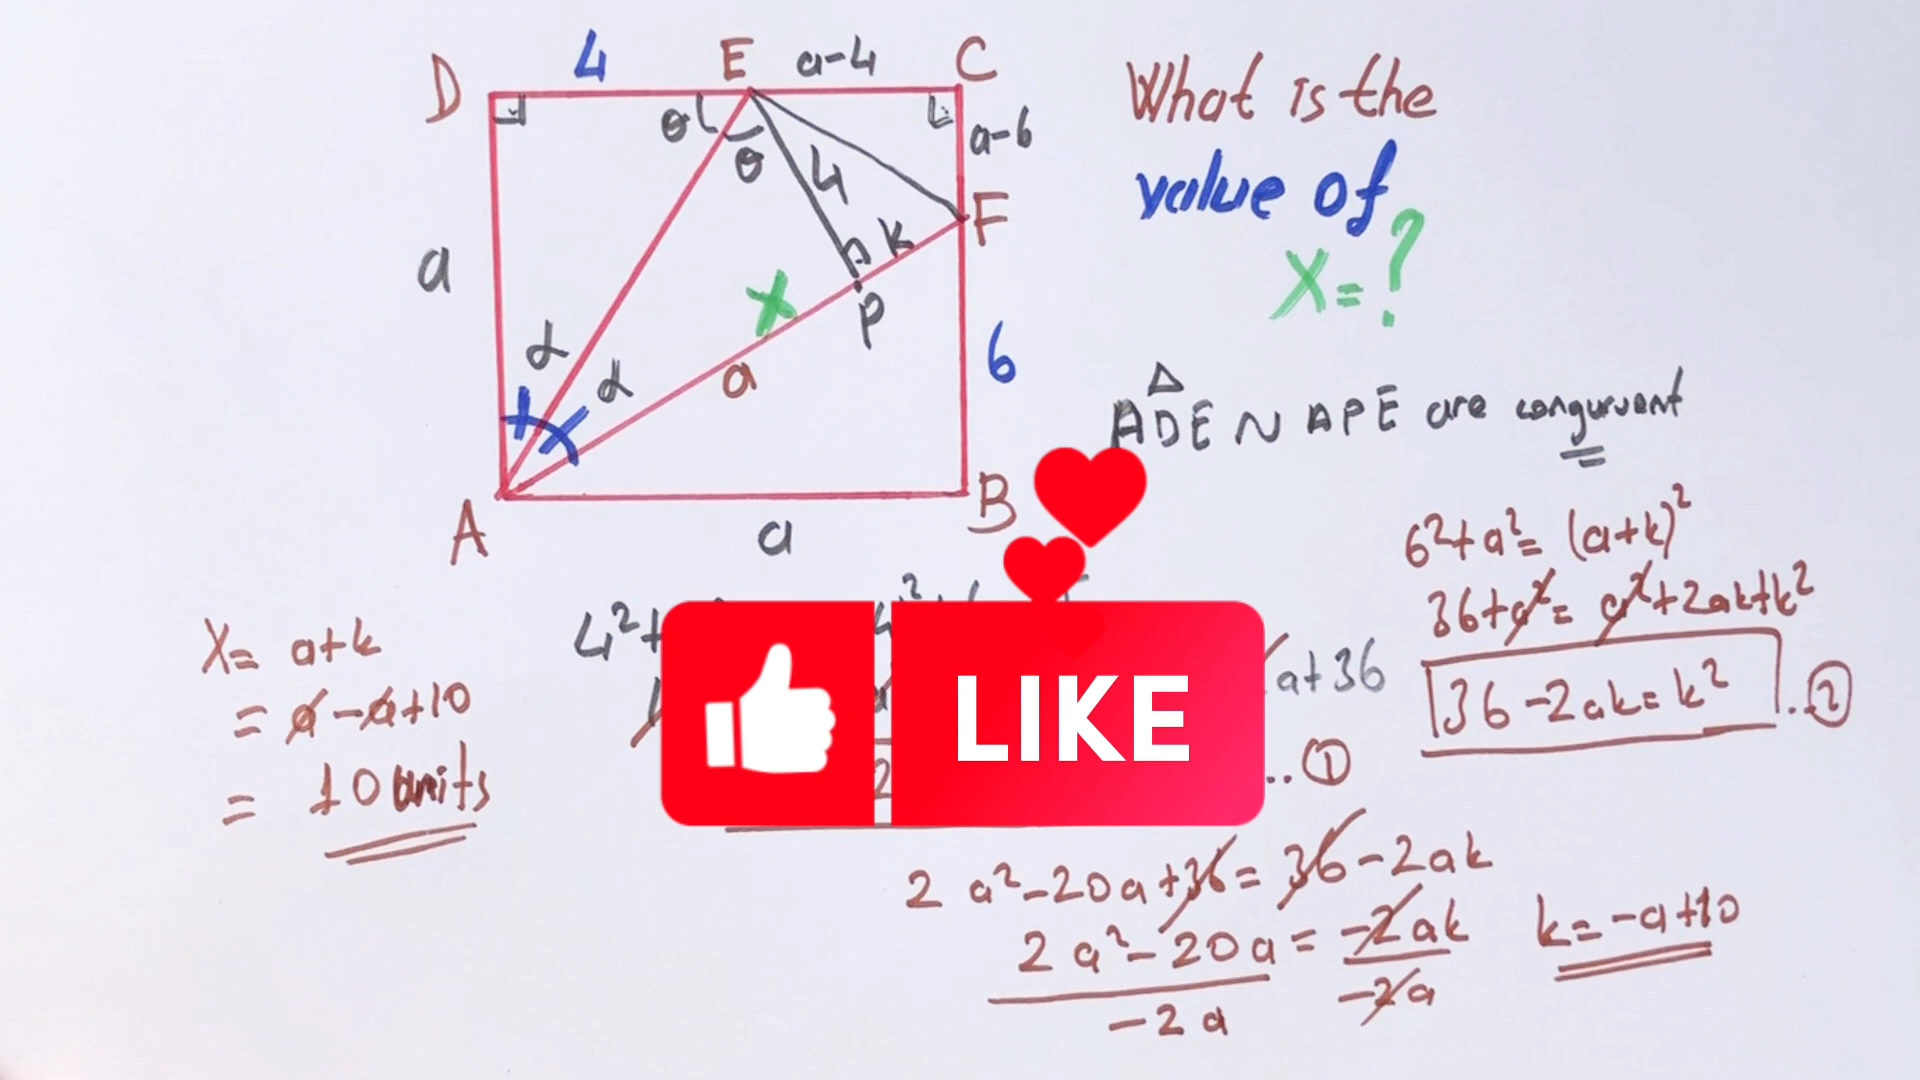 D 4 E a-4 C
θ θ 4 a-6
F
k
a
x
p
α α a 6
A B
a
What is the
value of
X=?
ADE ~ APE are conguruant
6²+a²= (a+k)²
36+a²= a²+2ak+k²
36-2ak=k² ..②
X= a+k
= a-a+10
= 10 units
4²+
a+36
..①
LIKE
2a²-20a+36=36-2ak
2a²-20a = -2ak
-2a -2a
k=-a+10